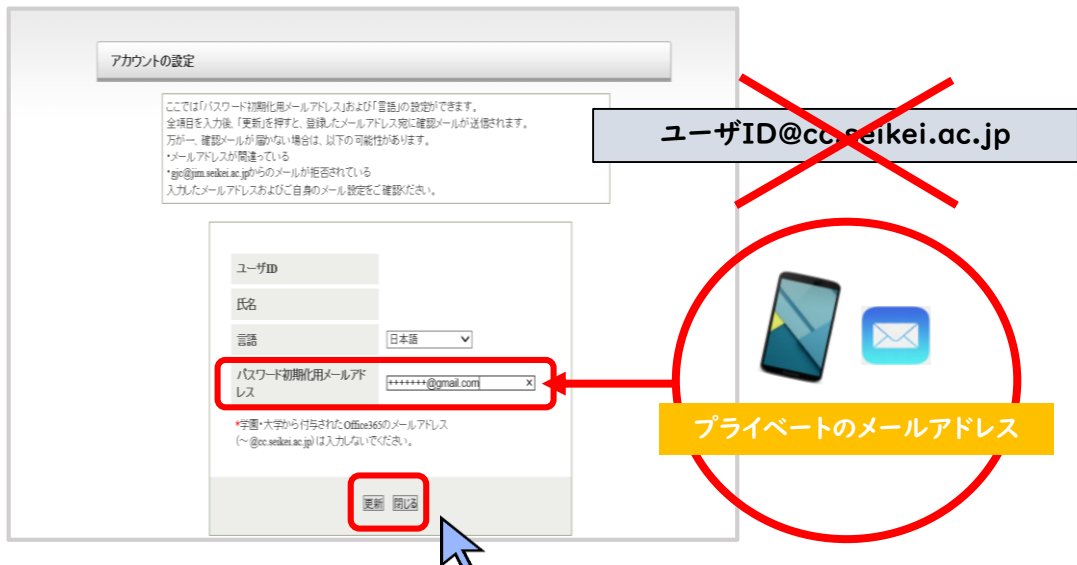 アカウントの設定
ここでは「パスワード初期化用メールアドレス」および「言語」の設定ができます。
全項目を入力後、「更新」を押すと、登録したメールアドレス宛に確認メールが送信されます。
万が一、確認メールが届かない場合は、以下の可能性があります。
・メールアドレスが間違っている
・gjc@jim.seikei.ac.jpからのメールが拒否されている
入力したメールアドレスおよびご自身のメール設定をご確認ください。
ユーザID@cc.seikei.ac.jp
ユーザID
氏名
言語
日本語
パスワード初期化用メールアド
レス
+++++++@gmail.com x
プライベートのメールアドレス
*学園・大学から付与されたOffice365のメールアドレス
(～@cc.seikei.ac.jp)は入力しないでください。
更新 閉じる